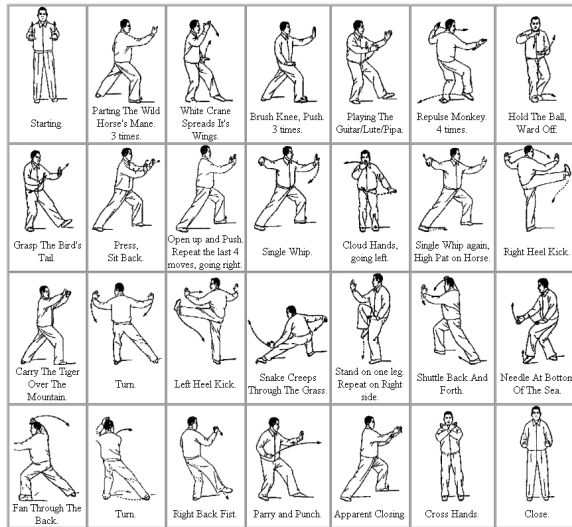 Starting.
Parting The Wild
Horse's Mane.
3 times.
White Crane
Spreads It's
Wings.
Brush Knee, Push.
3 times.
Playing The
Guitar/Lute/Pipa.
Repulse Monkey.
4 times.
Hold The Ball,
Ward Off.
Grasp The Bird's
Tail.
Press,
Sit Back.
Open up and Push.
Repeat the last 4
moves, going right.
Single Whip.
Cloud Hands,
going left.
Single Whip again,
High Pat on Horse.
Right Heel Kick.
Carry The Tiger
Over The
Mountain.
Turn.
Left Heel Kick.
Snake Creeps
Through The Grass.
Stand on one leg.
Repeat on Right
side.
Shuttle Back And
Forth.
Needle At Bottom
Of The Sea.
Fan Through The
Back.
Turn.
Right Back Fist.
Parry and Punch.
Apparent Closing.
Cross Hands.
Close.